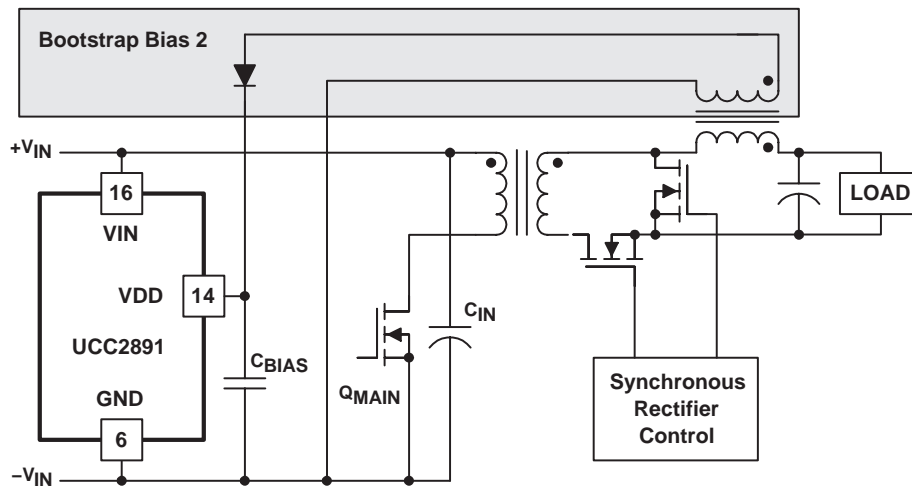 Bootstrap Bias 2
+VIN
16
VIN
LOAD
VDD
14
CIN
UCC2891
CBIAS
QMAIN
Synchronous
Rectifier
Control
GND
6
−VIN